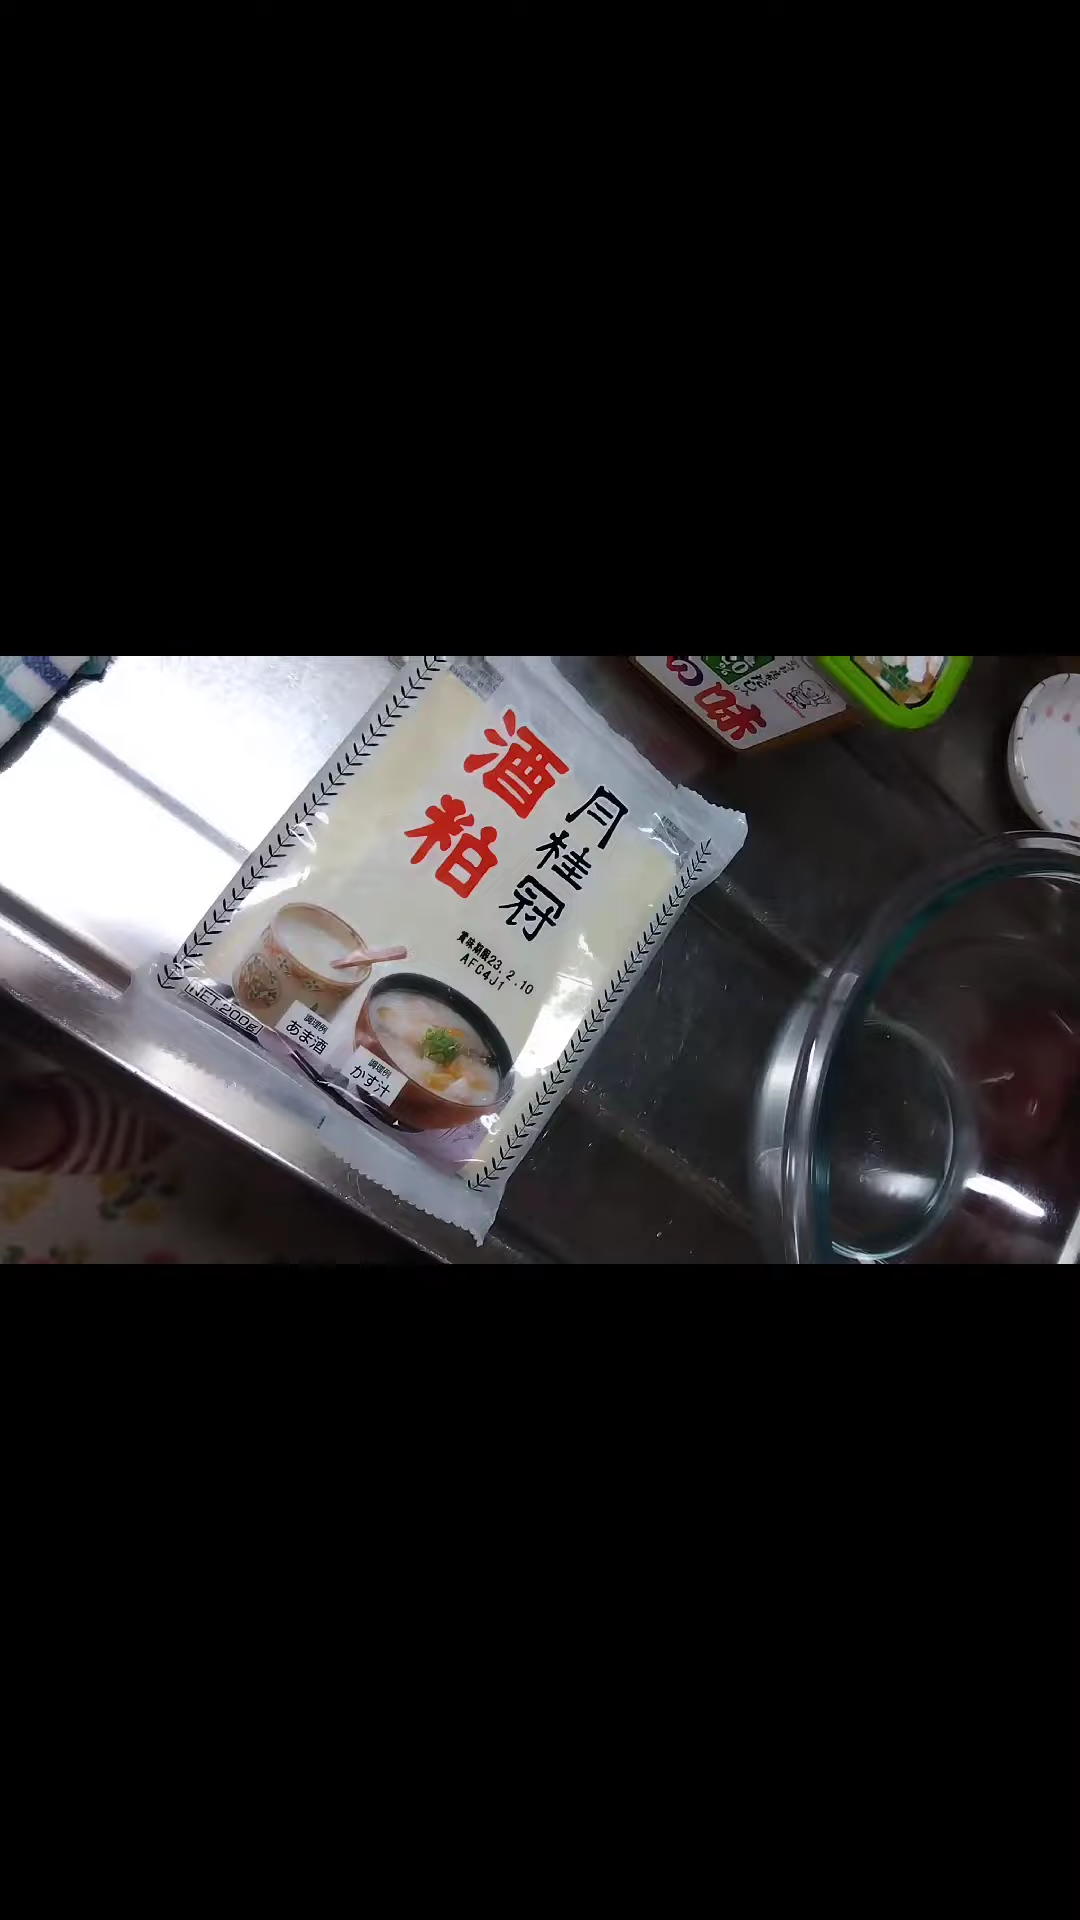 月桂冠
酒粕
賞味期限23.2.10
AFC4J1
NET.200g
調理例
あま酒
調理例
かす汁
の味